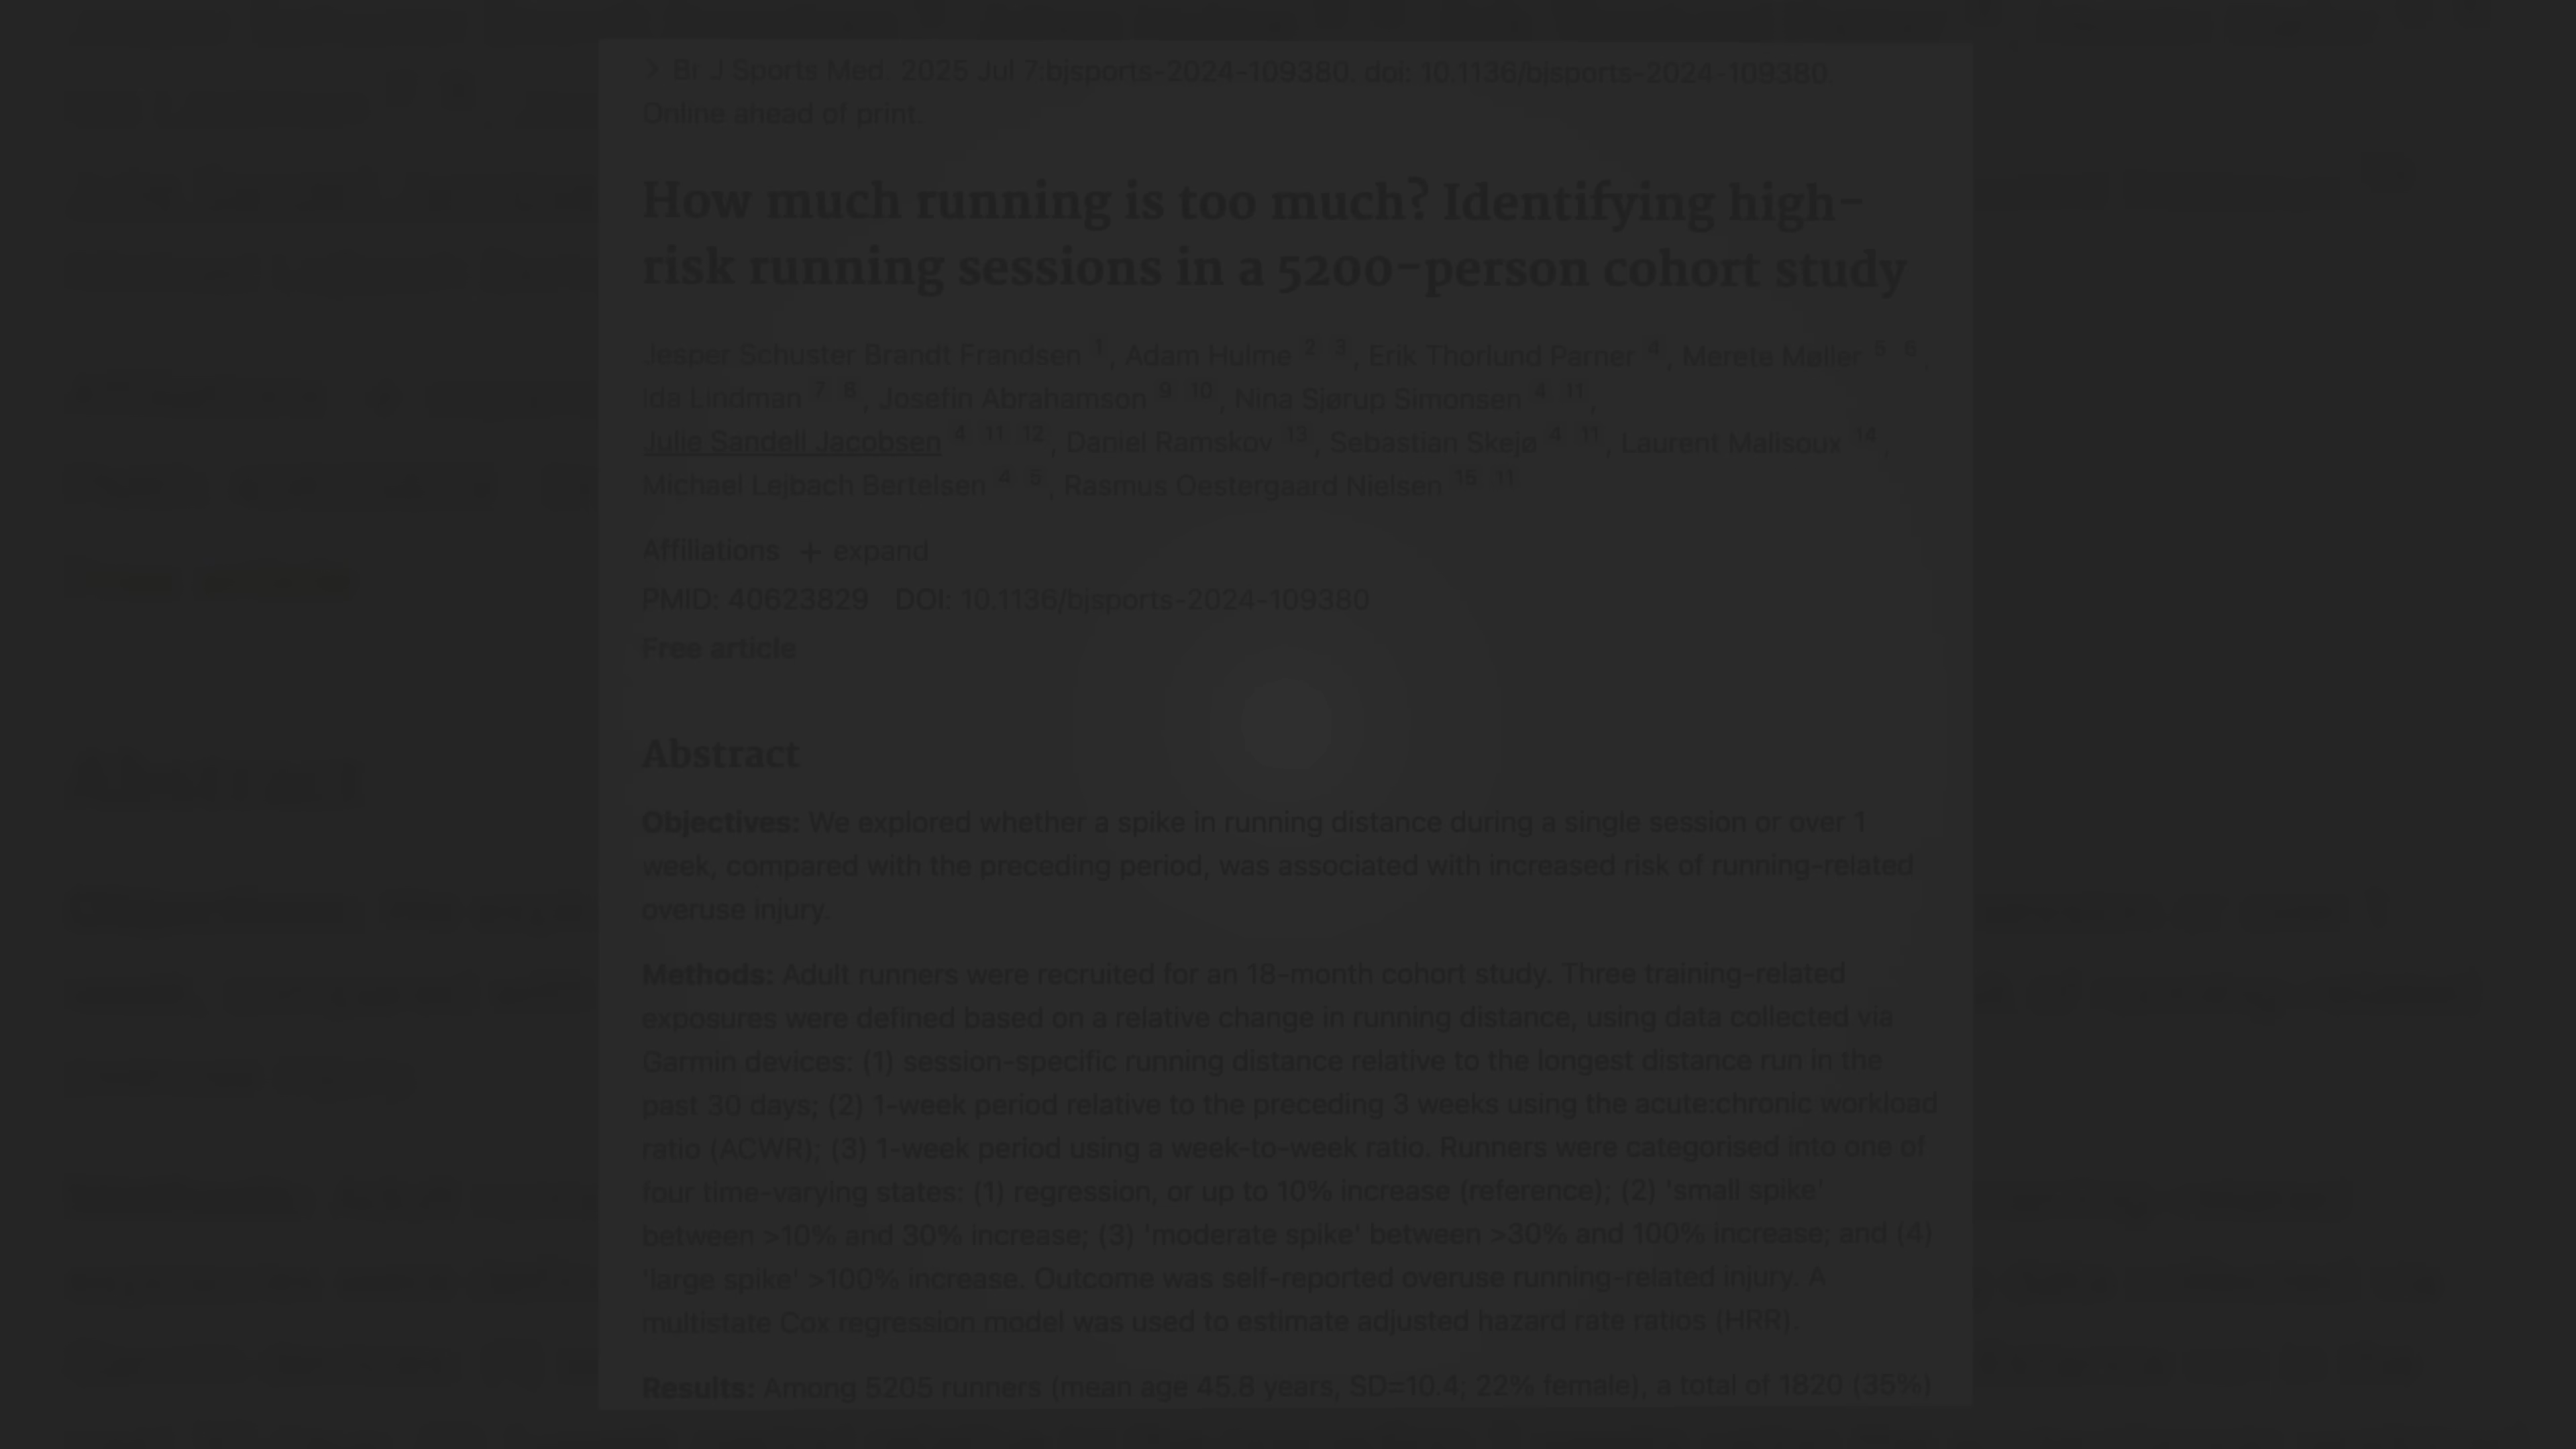 > Br J Sports Med. 2025 Jul 7:bjsports-2024-109380. doi: 10.1136/bjsports-2024-109380.
Online ahead of print.
How much running is too much? Identifying high-
risk running sessions in a 5200-person cohort study
Jesper Schuster Brandt Frandsen 1, Adam Hulme 2 3, Erik Thorlund Parner 4, Merete Møller 5 6,
Ida Lindman 7 8, Josefin Abrahamson 9 10, Nina Sjørup Simonsen 4 11,
Julie Sandell Jacobsen 4 11 12, Daniel Ramskov 13, Sebastian Skejø 4 11, Laurent Malisoux 14,
Michael Lejbach Bertelsen 4 5, Rasmus Oestergaard Nielsen 15 11
Affiliations + expand
PMID: 40623829 DOI: 10.1136/bjsports-2024-109380
Free article
Abstract
Objectives: We explored whether a spike in running distance during a single session or over 1
week, compared with the preceding period, was associated with increased risk of running-related
overuse injury.
Methods: Adult runners were recruited for an 18-month cohort study. Three training-related
exposures were defined based on a relative change in running distance, using data collected via
Garmin devices: (1) session-specific running distance relative to the longest distance run in the
past 30 days; (2) 1-week period relative to the preceding 3 weeks using the acute:chronic workload
ratio (ACWR); (3) 1-week period using a week-to-week ratio. Runners were categorised into one of
four time-varying states: (1) regression, or up to 10% increase (reference); (2) 'small spike'
between >10% and 30% increase; (3) 'moderate spike' between >30% and 100% increase; and (4)
'large spike' >100% increase. Outcome was self-reported overuse running-related injury. A
multistate Cox regression model was used to estimate adjusted hazard rate ratios (HRR).
Results: Among 5205 runners (mean age 45.8 years, SD=10.4; 22% female), a total of 1820 (35%)